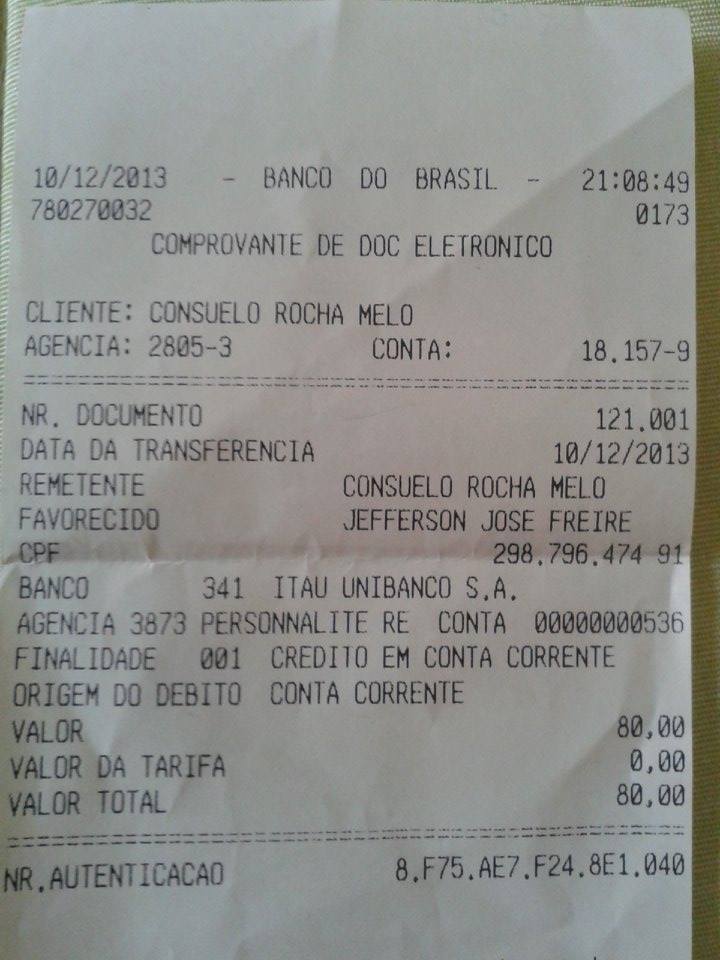 10/12/2013 - BANCO DO BRASIL - 21:08:49
780270032 0173
COMPROVANTE DE DOC ELETRONICO
CLIENTE: CONSUELO ROCHA MELO
AGENCIA: 2805-3 CONTA: 18.157-9
NR. DOCUMENTO 121.001
DATA DA TRANSFERENCIA 10/12/2013
REMETENTE CONSUELO ROCHA MELO
FAVORECIDO JEFFERSON JOSE FREIRE
CPF 298.796.474 91
BANCO 341 ITAU UNIBANCO S.A.
AGENCIA 3873 PERSONNALITE RE CONTA 00000000536
FINALIDADE 001 CREDITO EM CONTA CORRENTE
ORIGEM DO DEBITO CONTA CORRENTE
VALOR 80,00
VALOR DA TARIFA 0,00
VALOR TOTAL 80,00
NR.AUTENTICACAO 8.F75.AE7.F24.8E1.040